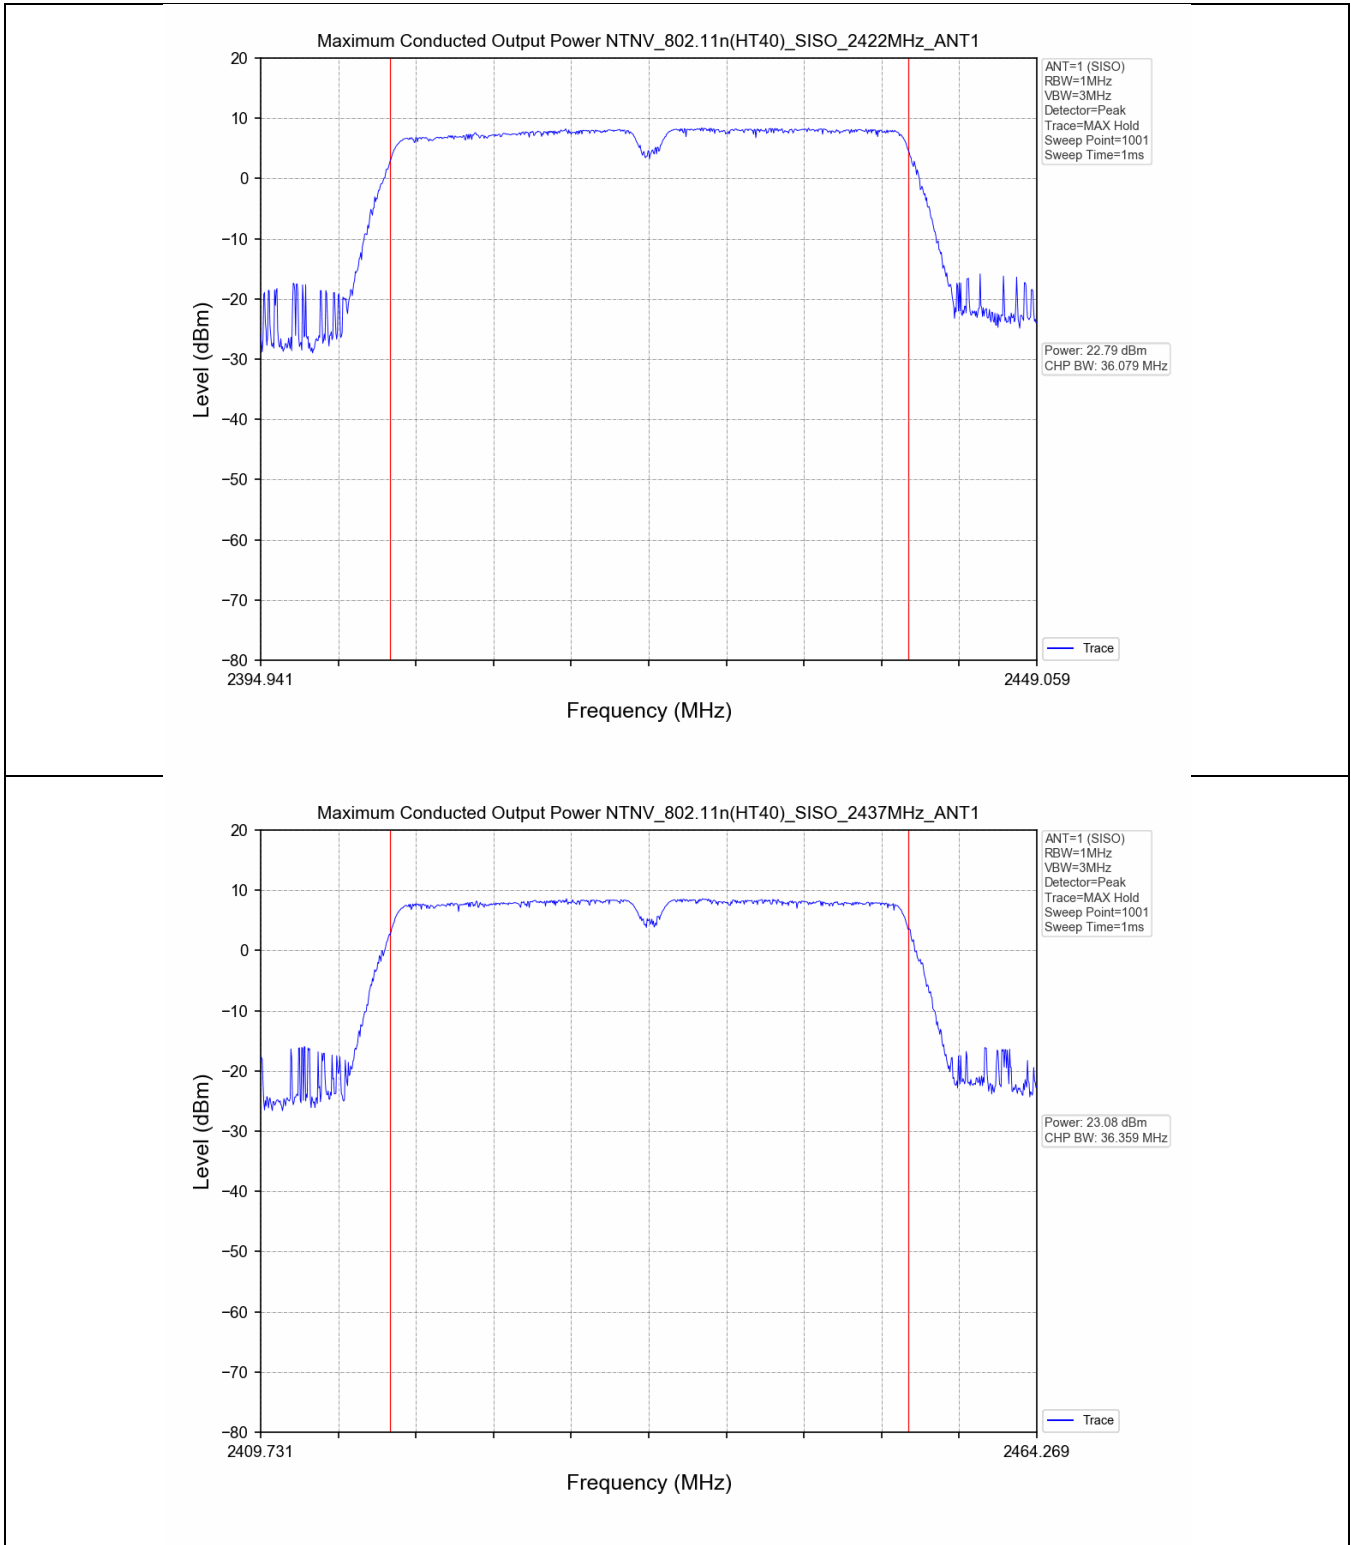 Maximum Conducted Output Power NTNV_802.11n(HT40)_SISO_2422MHz_ANT1
20
10
0
−10
−20
−30
−40
−50
−60
−70
−80
Level (dBm)
2394.941
2449.059
Frequency (MHz)
ANT=1 (SISO)
RBW=1MHz
VBW=3MHz
Detector=Peak
Trace=MAX Hold
Sweep Point=1001
Sweep Time=1ms
Power: 22.79 dBm
CHP BW: 36.079 MHz
Trace
Maximum Conducted Output Power NTNV_802.11n(HT40)_SISO_2437MHz_ANT1
20
10
0
−10
−20
−30
−40
−50
−60
−70
−80
Level (dBm)
2409.731
2464.269
Frequency (MHz)
ANT=1 (SISO)
RBW=1MHz
VBW=3MHz
Detector=Peak
Trace=MAX Hold
Sweep Point=1001
Sweep Time=1ms
Power: 23.08 dBm
CHP BW: 36.359 MHz
Trace